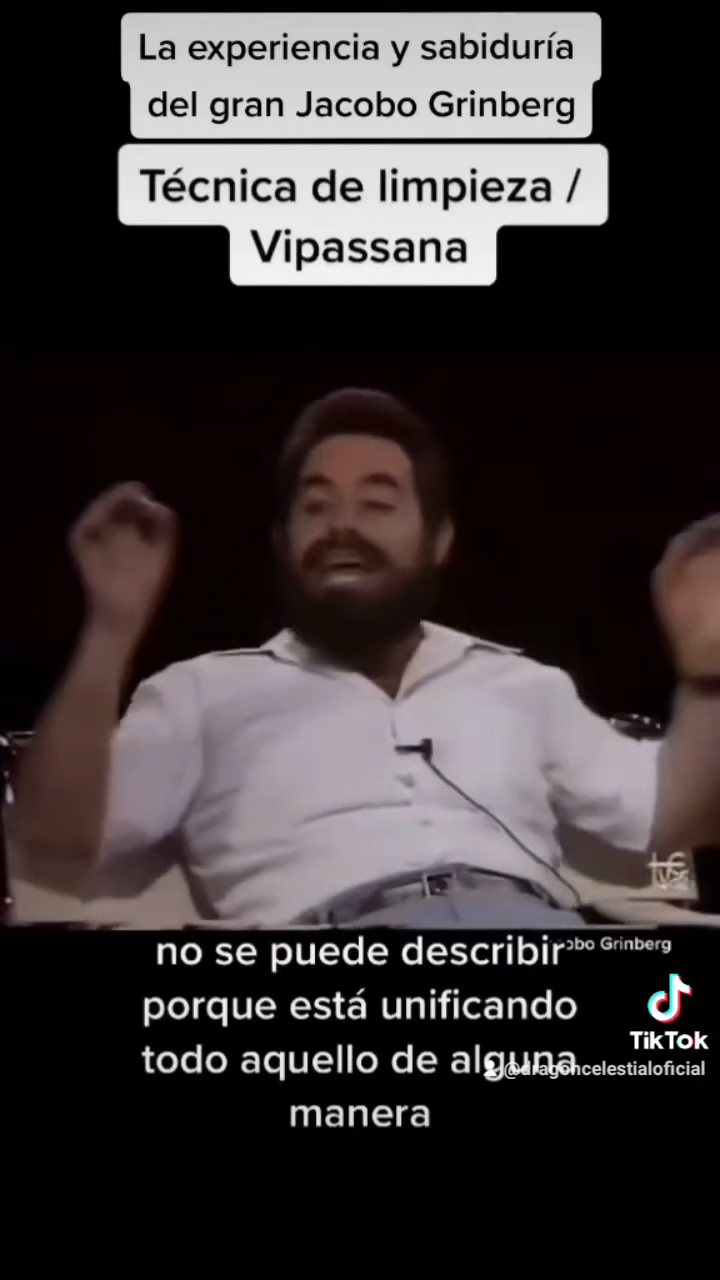 La experiencia y sabiduría
del gran Jacobo Grinberg
Técnica de limpieza /
Vipassana
no se puede describir
obo Grinberg
porque está unificando
todo aquello de alguna
manera
TikTok
@dragoncelestialoficial